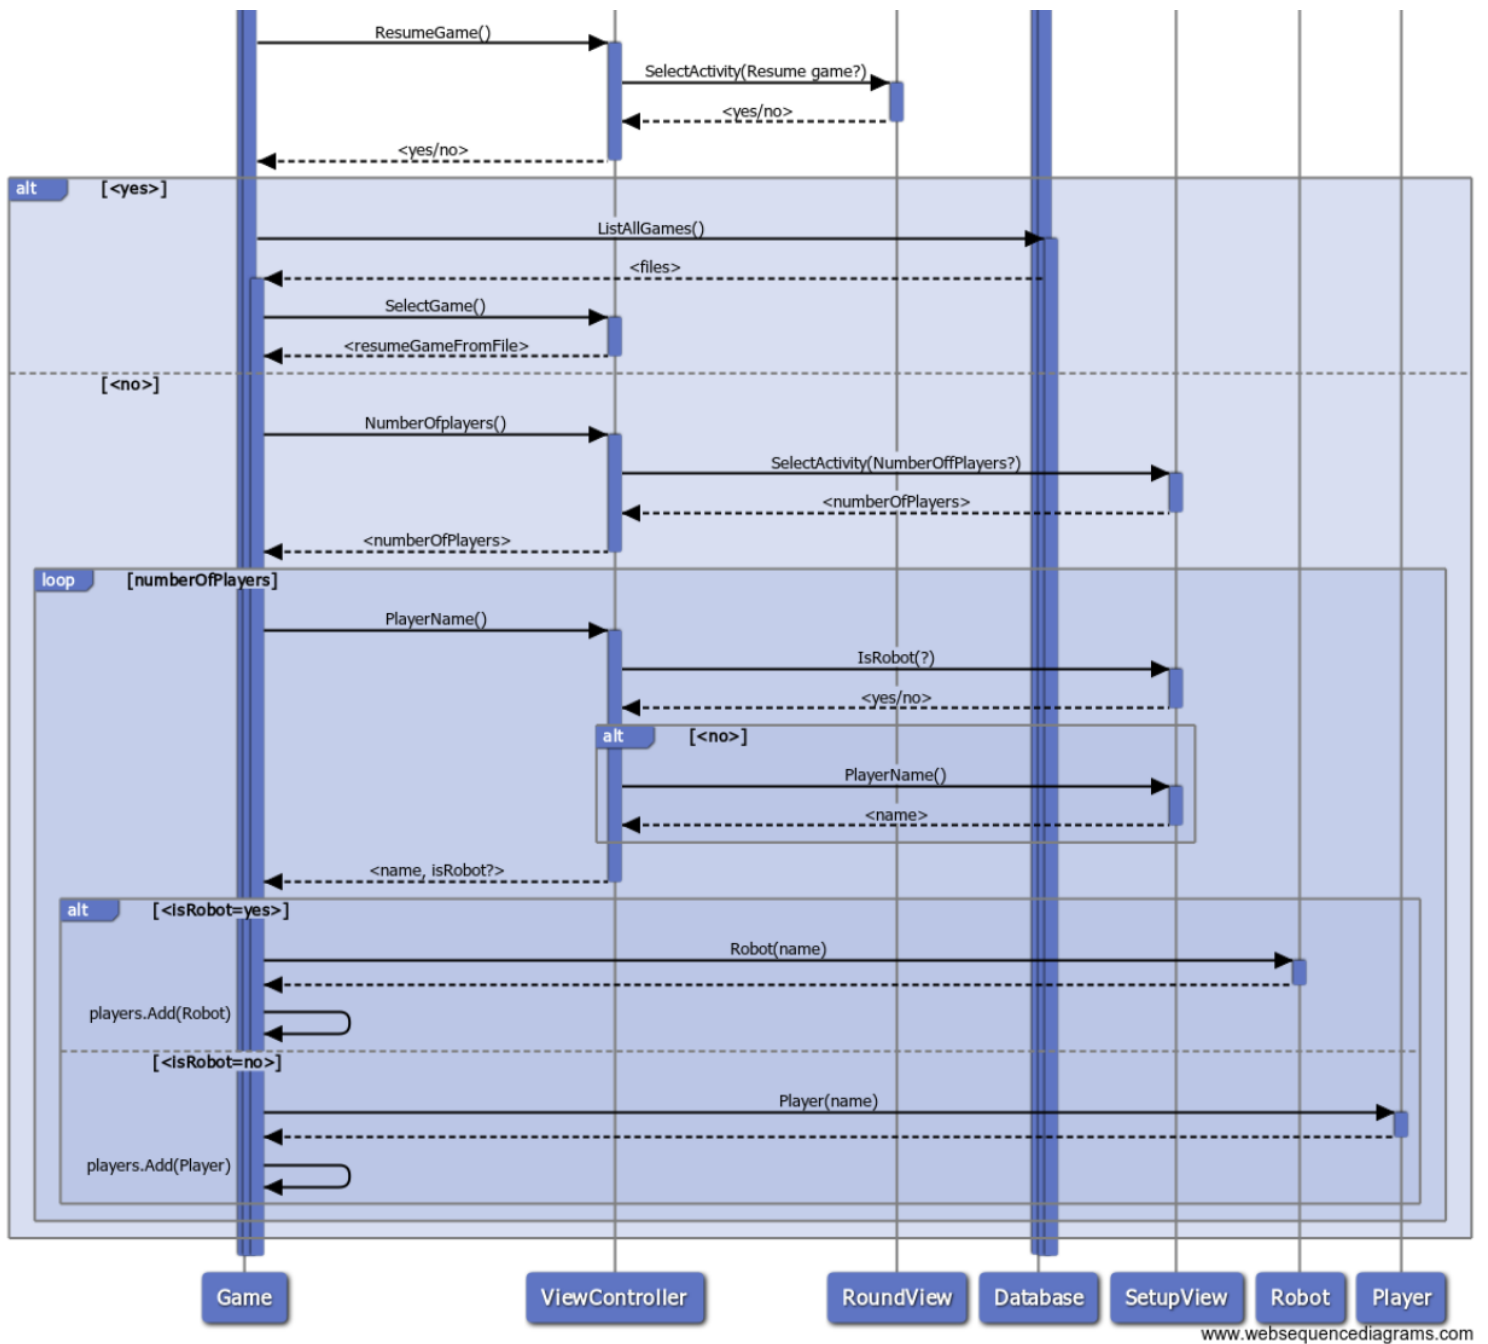 ResumeGame()
SelectActivity(Resume game?)
<yes/no>
<yes/no>
alt [<yes>]
ListAllGames()
<files>
SelectGame()
<resumeGameFromFile>
[<no>]
NumberOfplayers()
SelectActivity(NumberOffPlayers?)
<numberOfPlayers>
<numberOfPlayers>
loop [numberOfPlayers]
PlayerName()
IsRobot(?)
<yes/no>
alt [<no>]
PlayerName()
<name>
<name, isRobot?>
alt [<isRobot=yes>]
Robot(name)
players.Add(Robot)
[<isRobot=no>]
Player(name)
players.Add(Player)
Game ViewController RoundView Database SetupView Robot Player
www.websequencediagrams.com